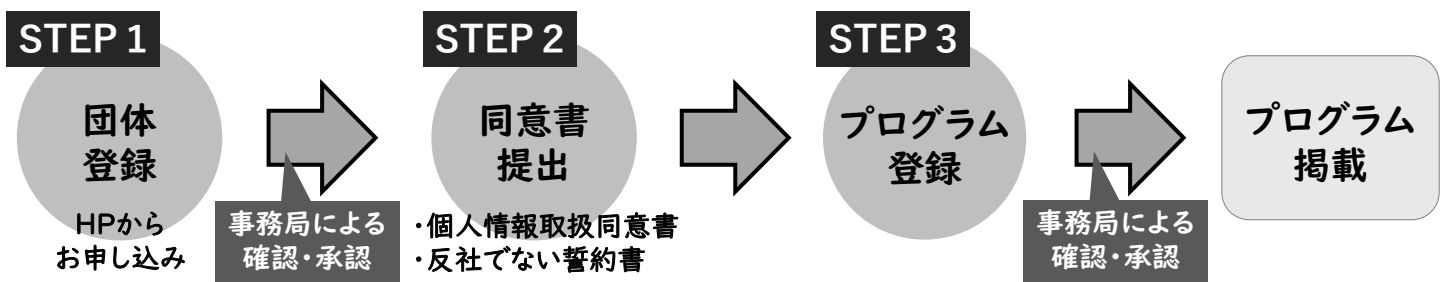 STEP 1
団体
登録
HPから
お申し込み
事務局による
確認・承認
STEP 2
同意書
提出
・個人情報取扱同意書
・反社でない誓約書
STEP 3
プログラム
登録
事務局による
確認・承認
プログラム
掲載